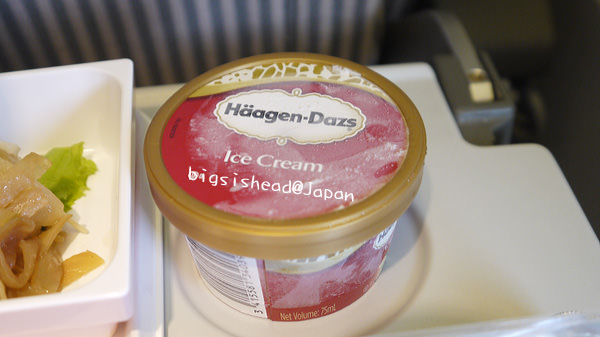 Häagen-Dazs
Ice Cream
bigsishead@Japan
Net Volume: 75ml